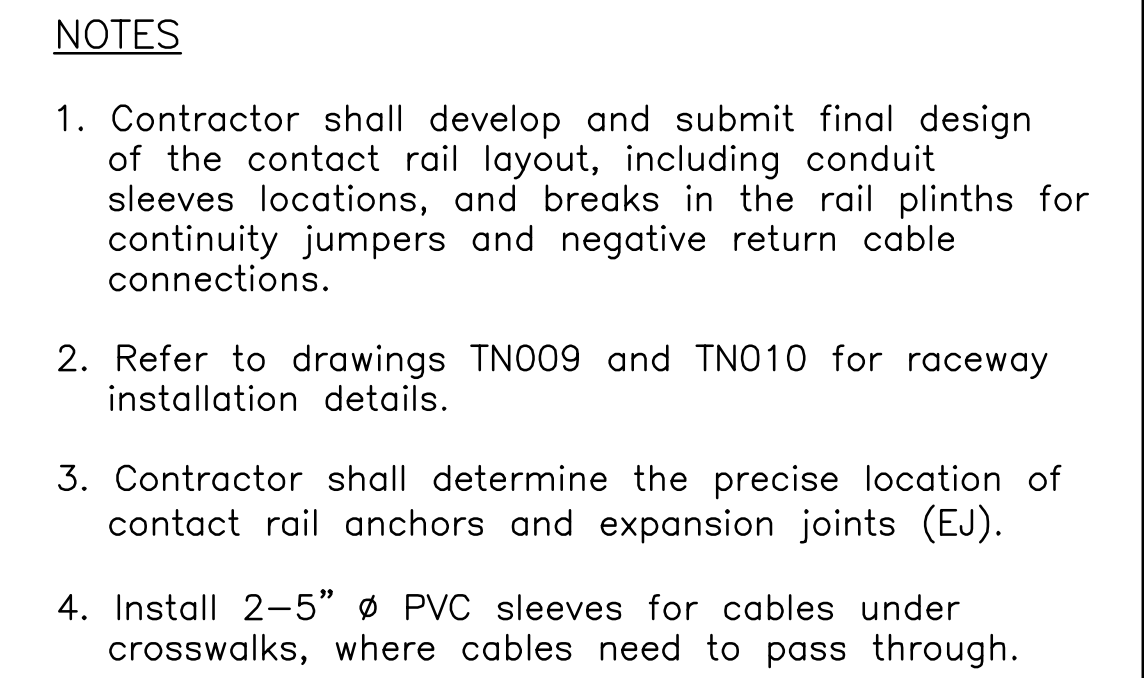 NOTES
1. Contractor shall develop and submit final design
of the contact rail layout, including conduit
sleeves locations, and breaks in the rail plinths for
continuity jumpers and negative return cable
connections.
2. Refer to drawings TN009 and TN010 for raceway
installation details.
3. Contractor shall determine the precise location of
contact rail anchors and expansion joints (EJ).
4. Install 2–5” ø PVC sleeves for cables under
crosswalks, where cables need to pass through.